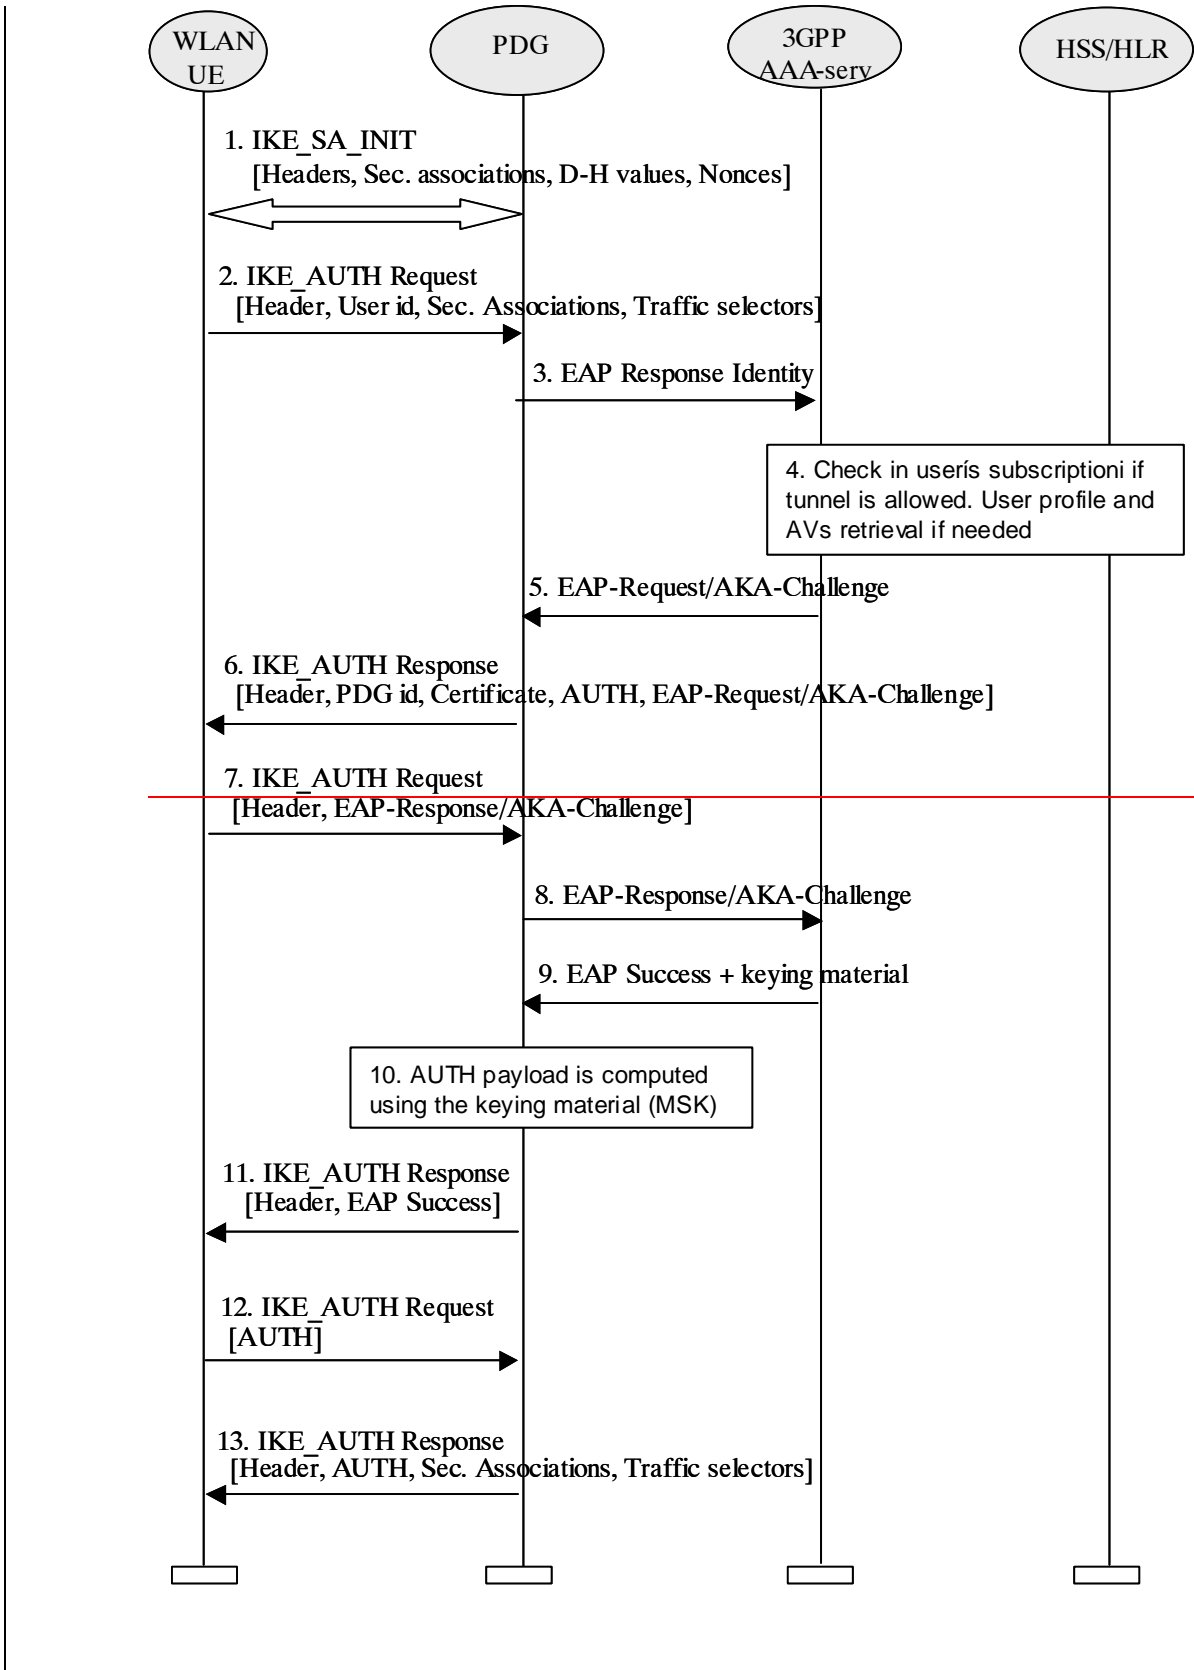 WLAN
UE
PDG
3GPP
AAA-serv
HSS/HLR
1. IKE_SA_INIT
[Headers, Sec. associations, D-H values, Nonces]
2. IKE_AUTH Request
[Header, User id, Sec. Associations, Traffic selectors]
3. EAP Response Identity
4. Check in userís subscriptioni if
tunnel is allowed. User profile and
AVs retrieval if needed
5. EAP-Request/AKA-Challenge
6. IKE_AUTH Response
[Header, PDG id, Certificate, AUTH, EAP-Request/AKA-Challenge]
7. IKE_AUTH Request
[Header, EAP-Response/AKA-Challenge]
8. EAP-Response/AKA-Challenge
9. EAP Success + keying material
10. AUTH payload is computed
using the keying material (MSK)
11. IKE_AUTH Response
[Header, EAP Success]
12. IKE_AUTH Request
[AUTH]
13. IKE_AUTH Response
[Header, AUTH, Sec. Associations, Traffic selectors]